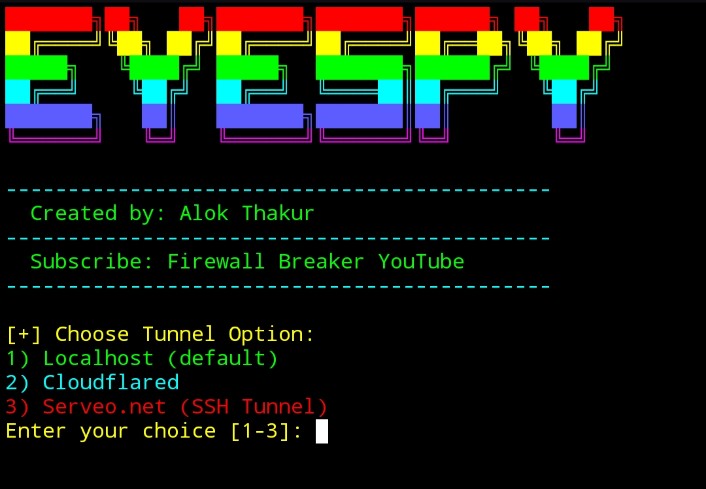 EYESPY
---------------------------------------------
Created by: Alok Thakur
---------------------------------------------
Subscribe: Firewall Breaker YouTube
---------------------------------------------
[+] Choose Tunnel Option:
1) Localhost (default)
2) Cloudflared
3) Serveo.net (SSH Tunnel)
Enter your choice [1-3]: